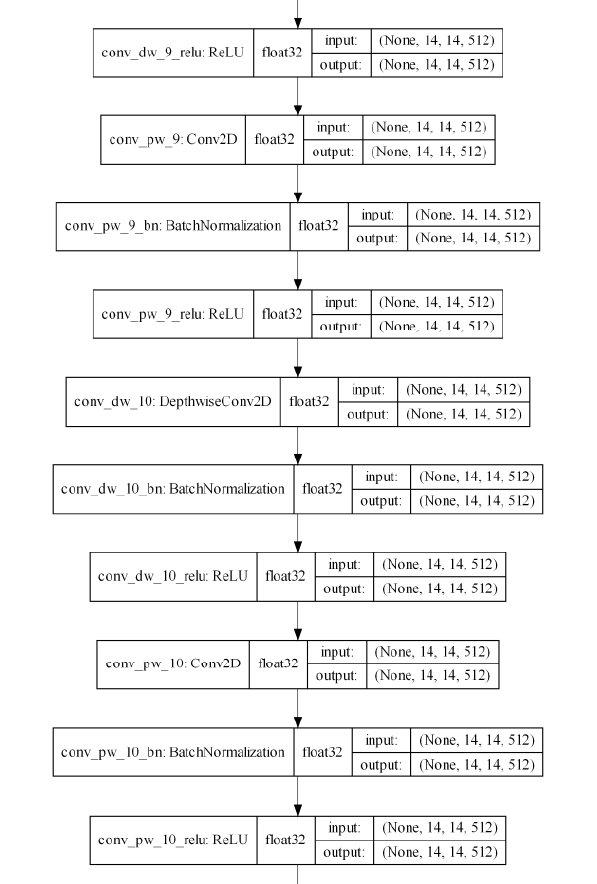 conv_dw_9_relu: ReLU float32 input: (None, 14, 14, 512)
output: (None, 14, 14, 512)
conv_pw_9: Conv2D float32 input: (None, 14, 14, 512)
output: (None, 14, 14, 512)
conv_pw_9_bn: BatchNormalization float32 input: (None, 14, 14, 512)
output: (None, 14, 14, 512)
conv_pw_9_relu: ReLU float32 input: (None, 14, 14, 512)
output: (None, 14, 14, 512)
conv_dw_10: DepthwiseConv2D float32 input: (None, 14, 14, 512)
output: (None, 14, 14, 512)
conv_dw_10_bn: BatchNormalization float32 input: (None, 14, 14, 512)
output: (None, 14, 14, 512)
conv_dw_10_relu: ReLU float32 input: (None, 14, 14, 512)
output: (None, 14, 14, 512)
conv_pw_10: Conv2D float32 input: (None, 14, 14, 512)
output: (None, 14, 14, 512)
conv_pw_10_bn: BatchNormalization float32 input: (None, 14, 14, 512)
output: (None, 14, 14, 512)
conv_pw_10_relu: ReLU float32 input: (None, 14, 14, 512)
output: (None, 14, 14, 512)